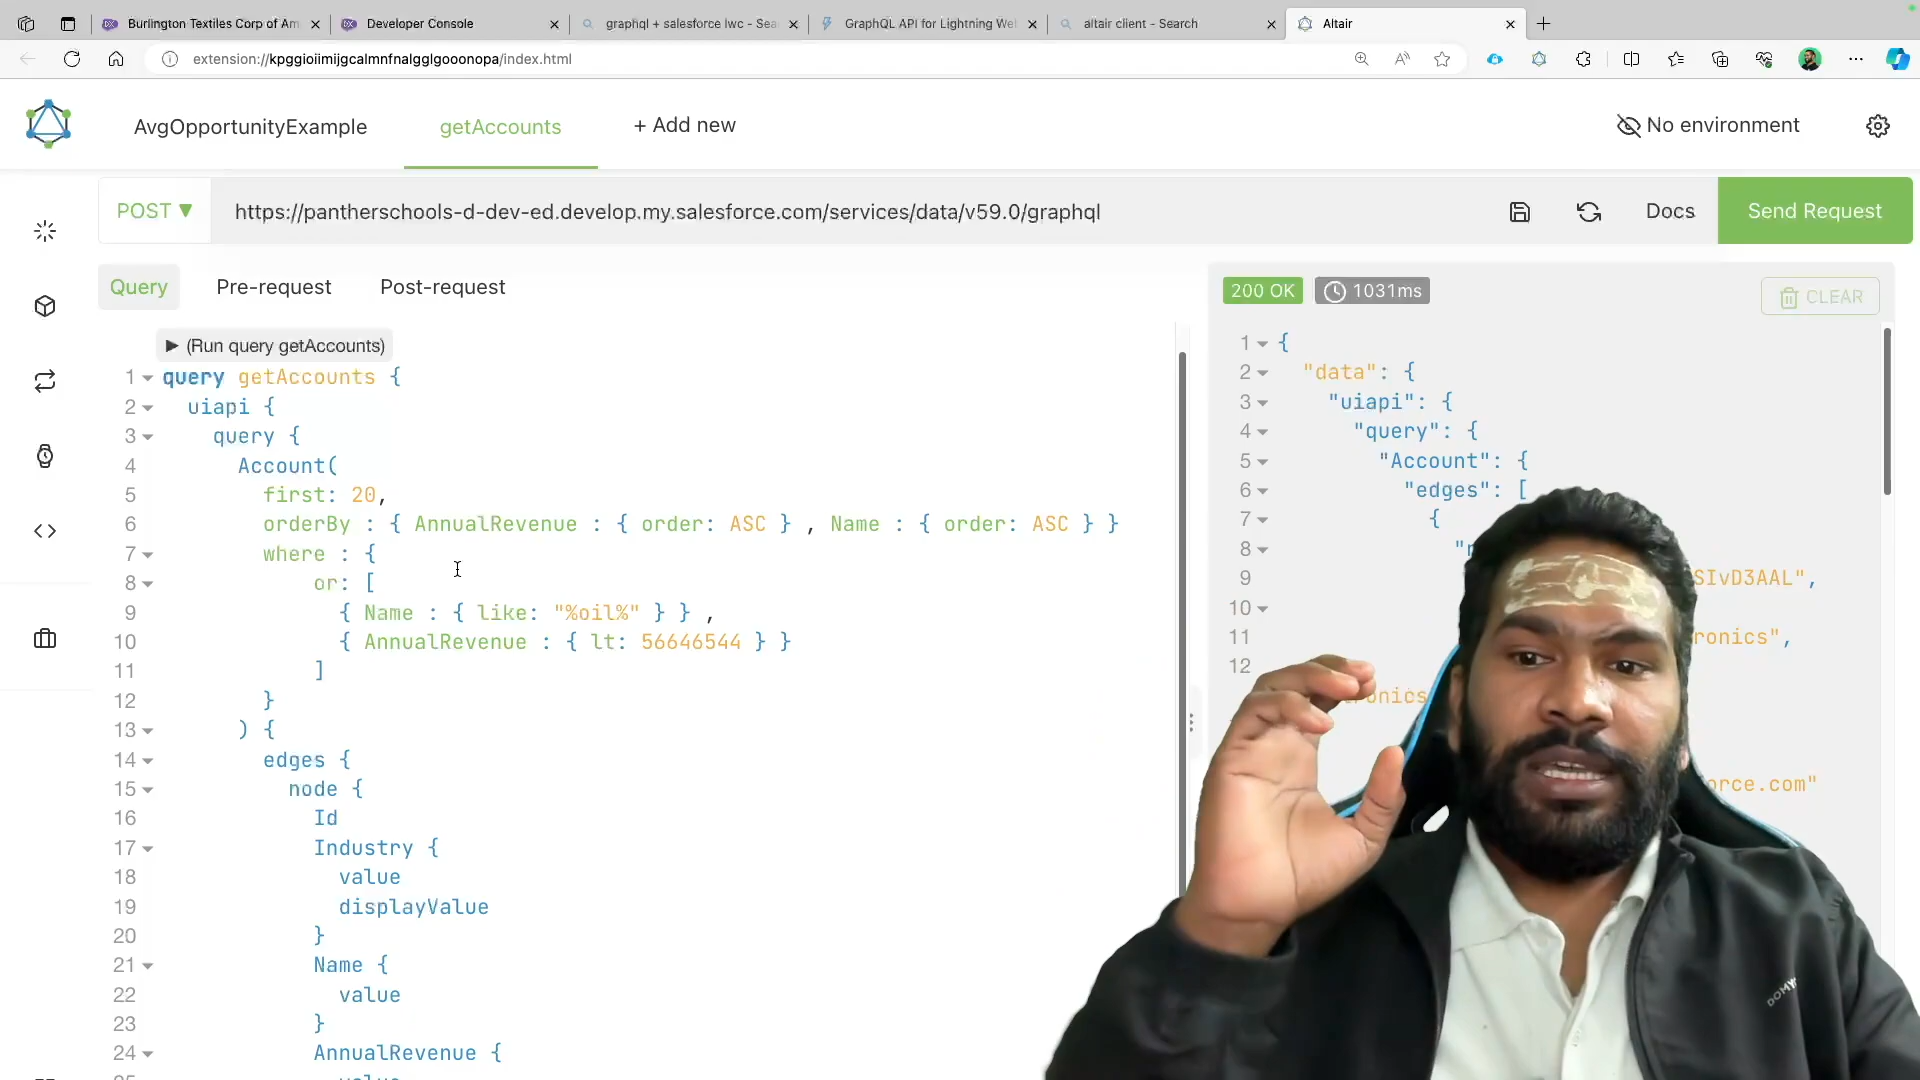 Burlington Textiles Corp of Am
Developer Console
graphql + salesforce lwc - Sea
GraphQL API for Lightning Wel
altair client - Search
Altair
extension://kpggioiimijgcalmnfnalgglgooonopa/index.html
AvgOpportunityExample
getAccounts
+ Add new
No environment
POST ▼
https://pantherschools-d-dev-ed.develop.my.salesforce.com/services/data/v59.0/graphql
Docs
Send Request
Query
Pre-request
Post-request
200 OK
1031ms
CLEAR
▶ (Run query getAccounts)
1 query getAccounts {
2 uiapi {
3 query {
4 Account(
5 first: 20,
6 orderBy : { AnnualRevenue : { order: ASC } , Name : { order: ASC } }
7 where : {
8 or: [
9 { Name : { like: "%oil%" } } ,
10 { AnnualRevenue : { lt: 56646544 } }
11 ]
12 }
13 ) {
14 edges {
15 node {
16 Id
17 Industry {
18 value
19 displayValue
20 }
21 Name {
22 value
23 }
24 AnnualRevenue {
1 {
2 "data": {
3 "uiapi": {
4 "query": {
5 "Account": {
6 "edges": [
7 {
8 "n
9 SIvD3AAL",
10
11 ronics",
12
ronics
orce.com"
DOMYO